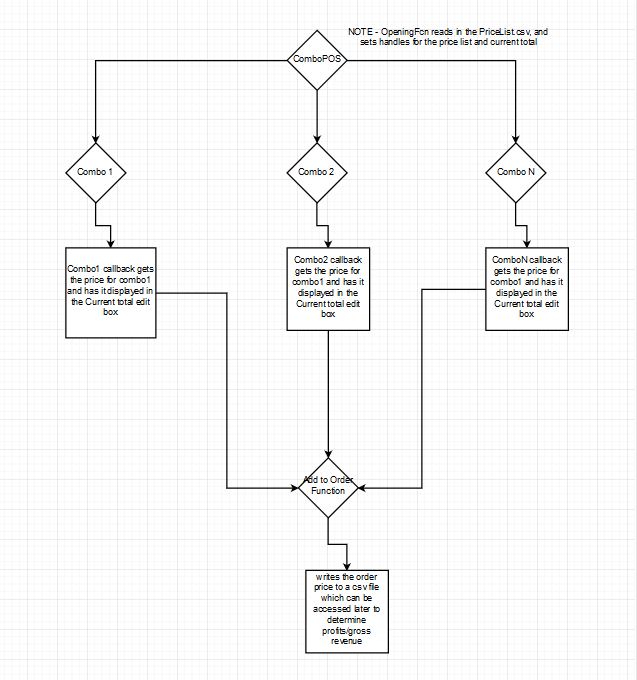 NOTE - OpeningFcn reads in the PriceList.csv, and
sets handles for the price list and current total
ComboPOS
Combo 1
Combo 2
Combo N
Combo1 callback gets
the price for combo1
and has it displayed in
the Current total edit
box
Combo2 callback
gets the price for
combo1 and has it
displayed in the
Current total edit
box
ComboN callback
gets the price for
combo1 and has it
displayed in the
Current total edit
box
Add to Order
Function
writes the order
price to a csv file
which can be
accessed later to
determine
profits/gross
revenue